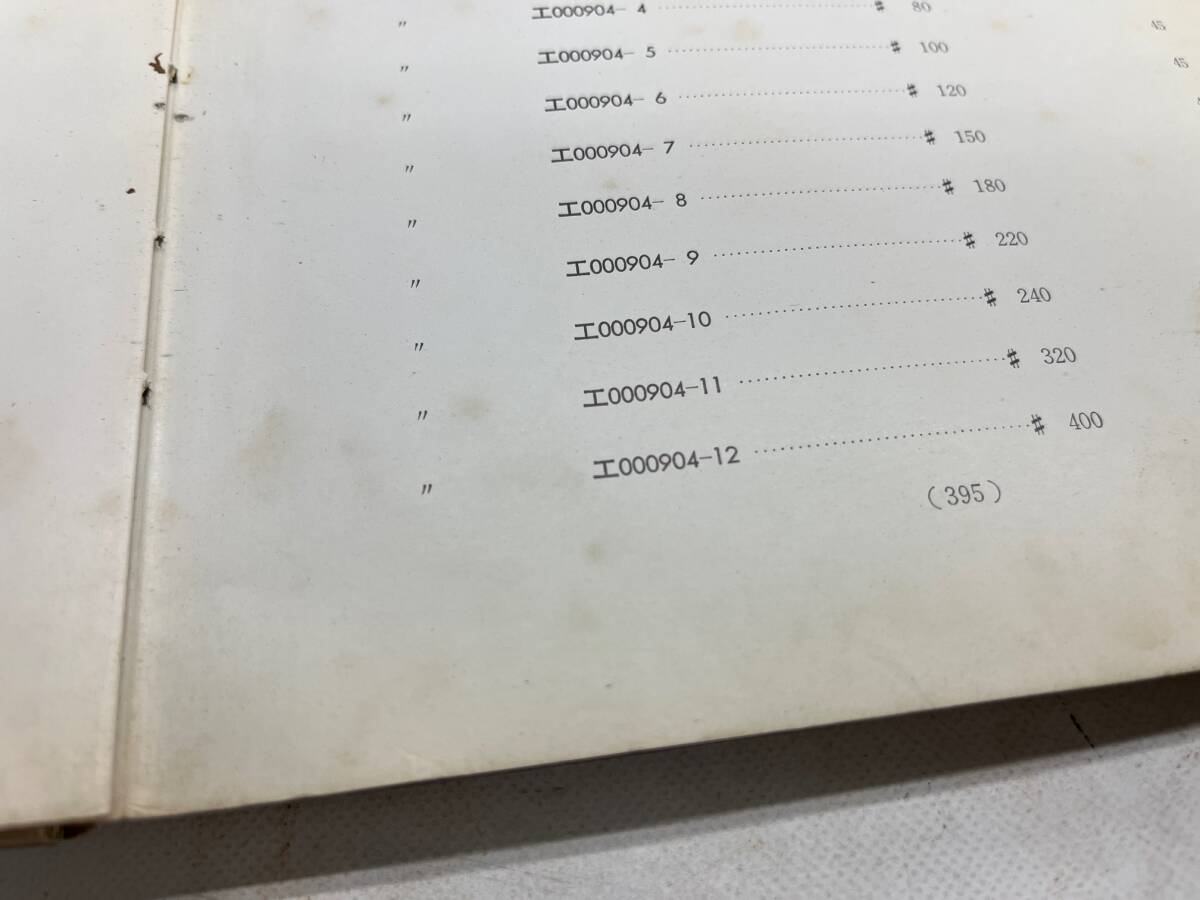 〃 工000904- 4 ………… # 80 45
〃 工000904- 5 ………… # 100 45
〃 工000904- 6 ………… # 120
〃 工000904- 7 ………… # 150
〃 工000904- 8 ………… # 180
〃 工000904- 9 ………… # 220
〃 工000904-10 ………… # 240
〃 工000904-11 ………… # 320
〃 工000904-12 ………… # 400
(395)